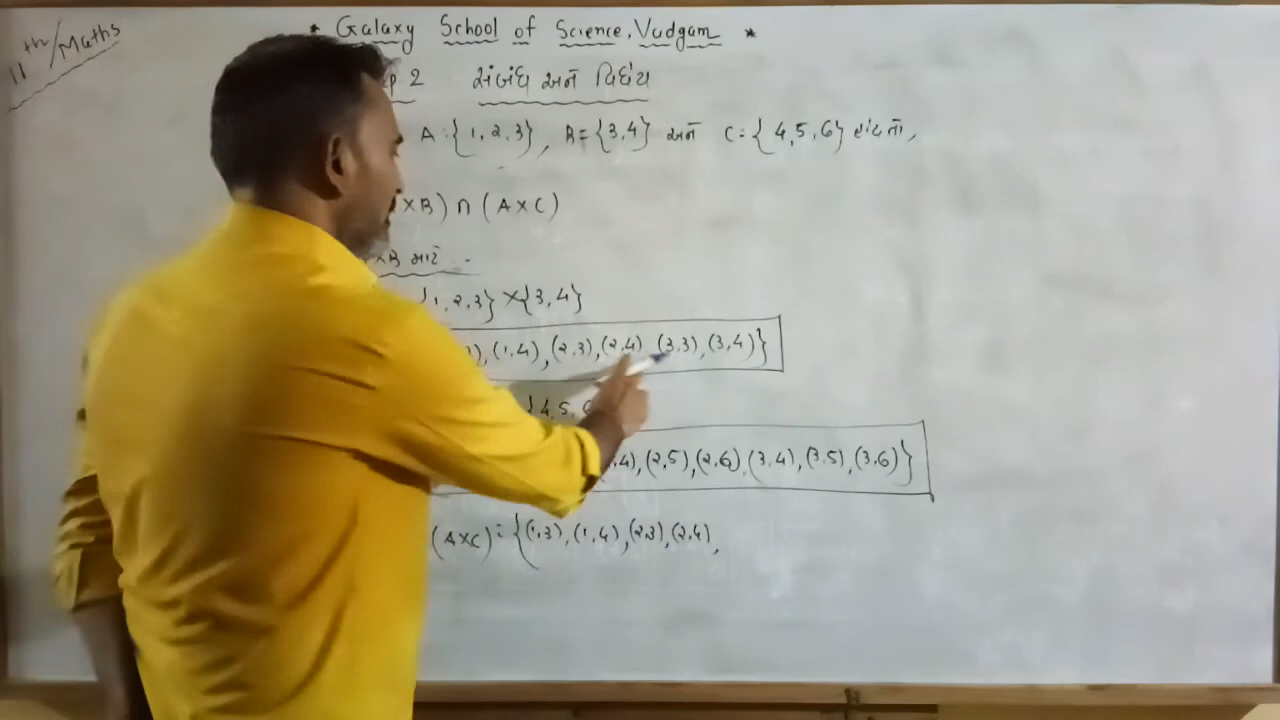 11th/Maths
* Galaxy School of Science, Vadgam *
2 સંબંધ અને વિધેય
A = {1, 2, 3}, B = {3, 4} અને C = {4, 5, 6}
×B) ∩ (A×C)
×B માટે
1, 2, 3} × {3, 4}
), (1,4), (2,3), (2,4) (3,3), (3,4)}
{4, 5,
,4), (2,5), (2,6), (3,4), (3,5), (3,6)}
(A×C) = {(1,3), (1,4), (2,3), (2,4),